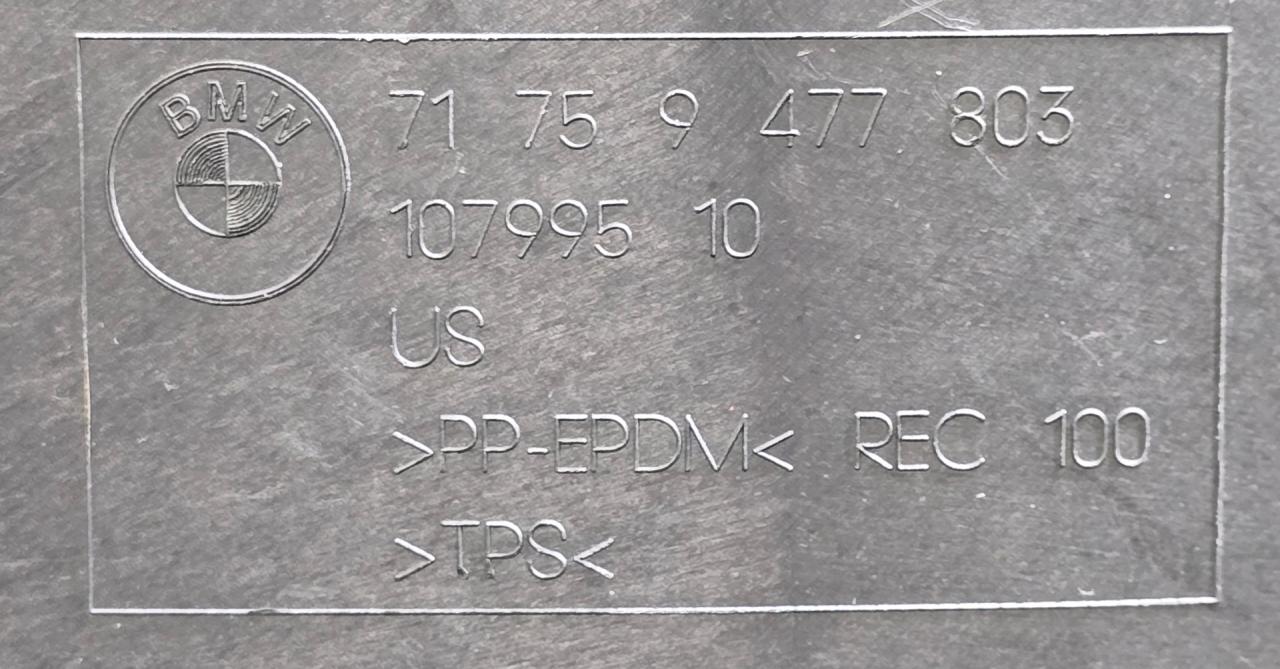 BMW
71 75 9 477 803
107995 10
US
>PP-EPDM< REC 100
>TPS<